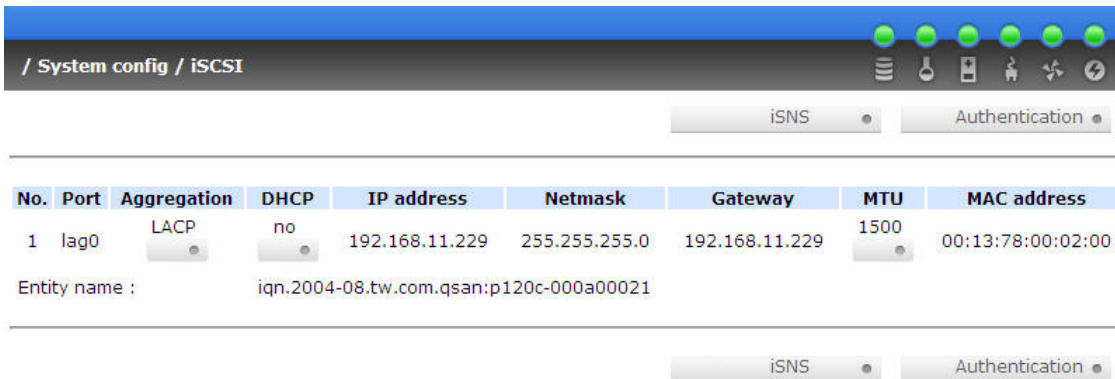 / System config / iSCSI
iSNS Authentication
No. Port Aggregation DHCP IP address Netmask Gateway MTU MAC address
1 lag0 LACP no 192.168.11.229 255.255.255.0 192.168.11.229 1500 00:13:78:00:02:00
Entity name : iqn.2004-08.tw.com.qsan:p120c-000a00021
iSNS Authentication